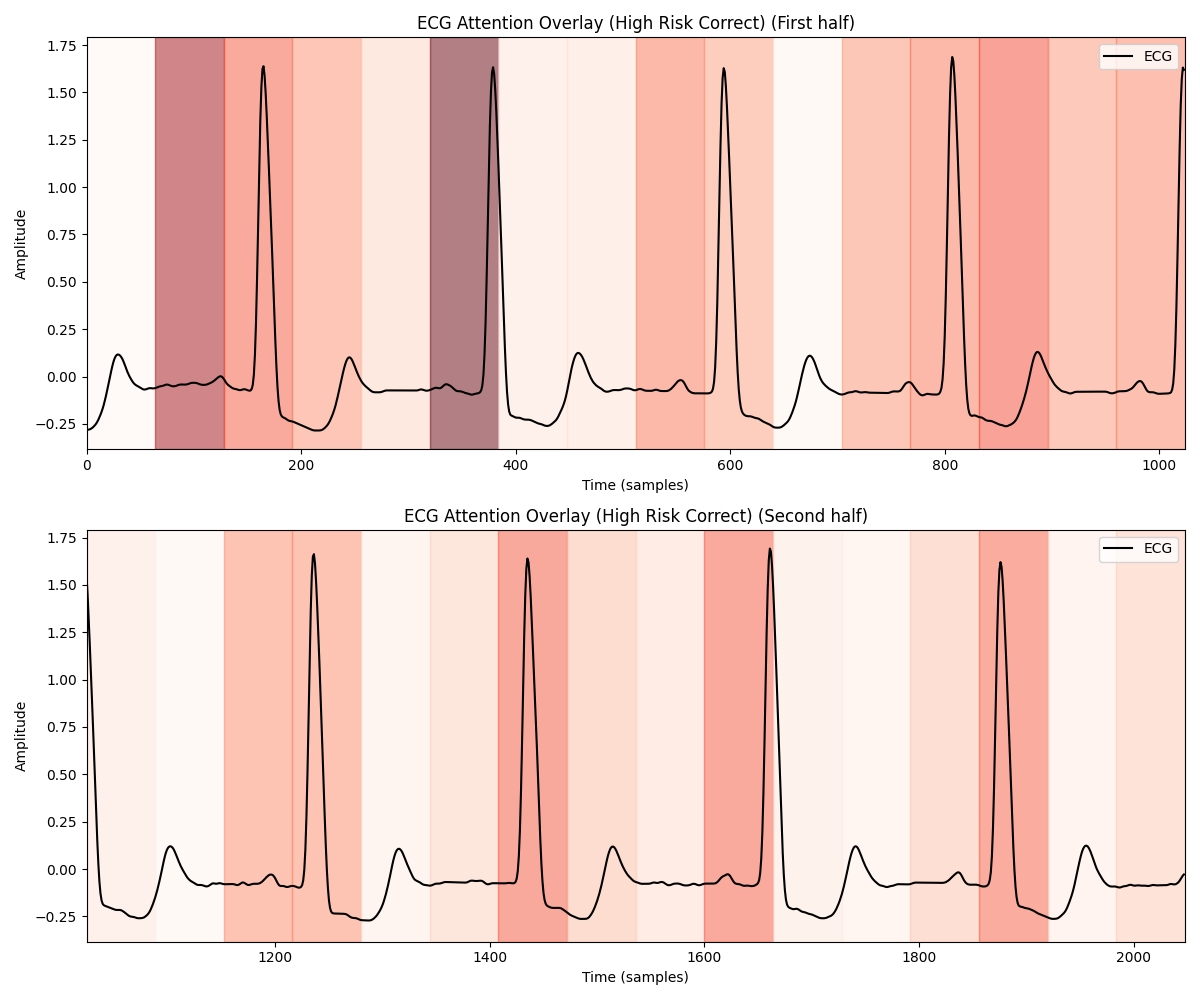 ECG Attention Overlay (High Risk Correct) (First half)
1.75
1.50
1.25
1.00
0.75
0.50
0.25
0.00
−0.25
Amplitude
ECG
0 200 400 600 800 1000
Time (samples)
ECG Attention Overlay (High Risk Correct) (Second half)
1.75
1.50
1.25
1.00
0.75
0.50
0.25
0.00
−0.25
Amplitude
ECG
1200 1400 1600 1800 2000
Time (samples)